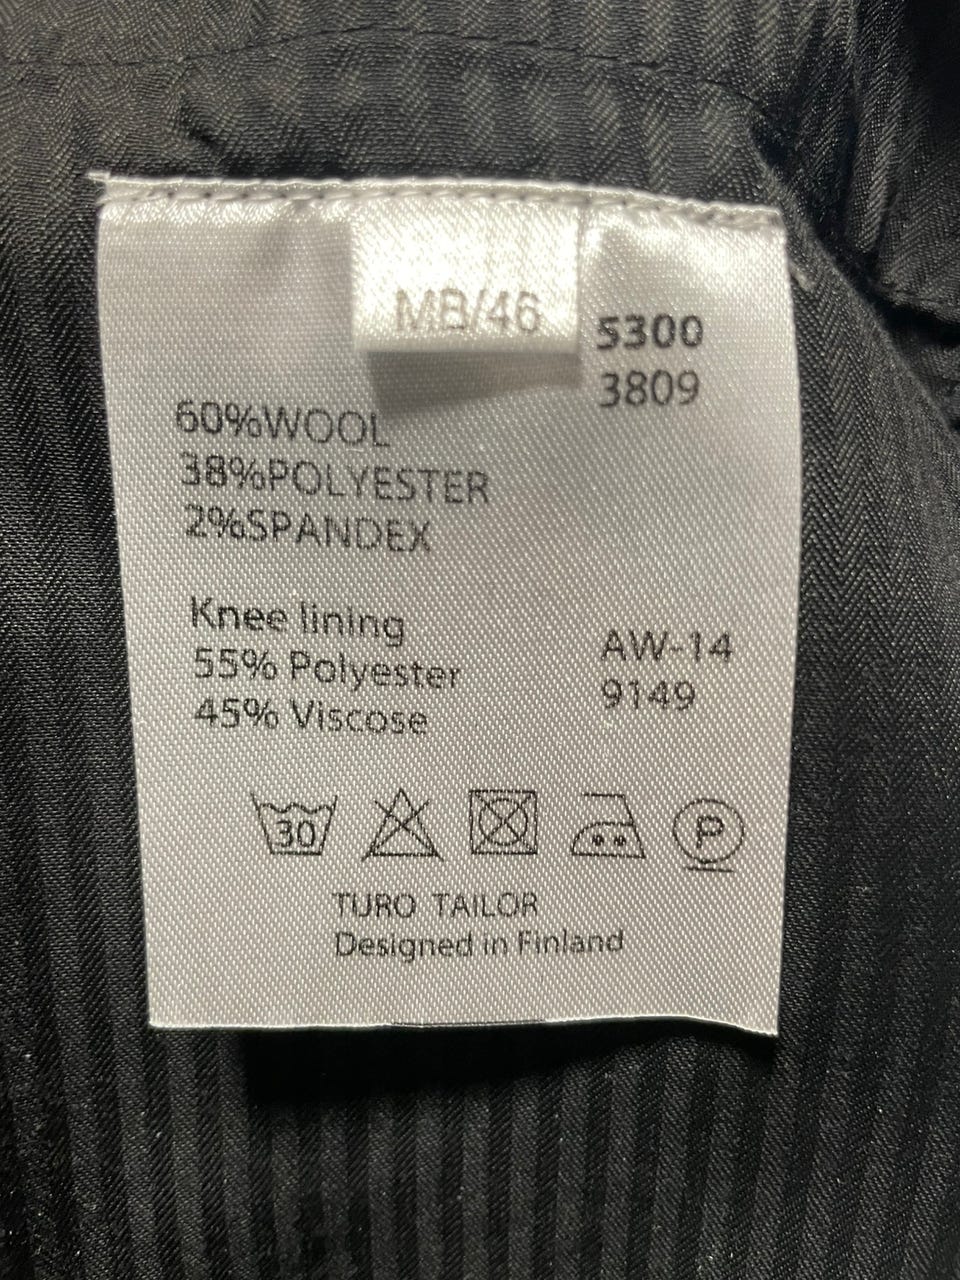 MB/46
5300
3809
60%WOOL
38%POLYESTER
2%SPANDEX
Knee lining
55% Polyester
45% Viscose
AW-14
9149
30
P
TURO TAILOR
Designed in Finland